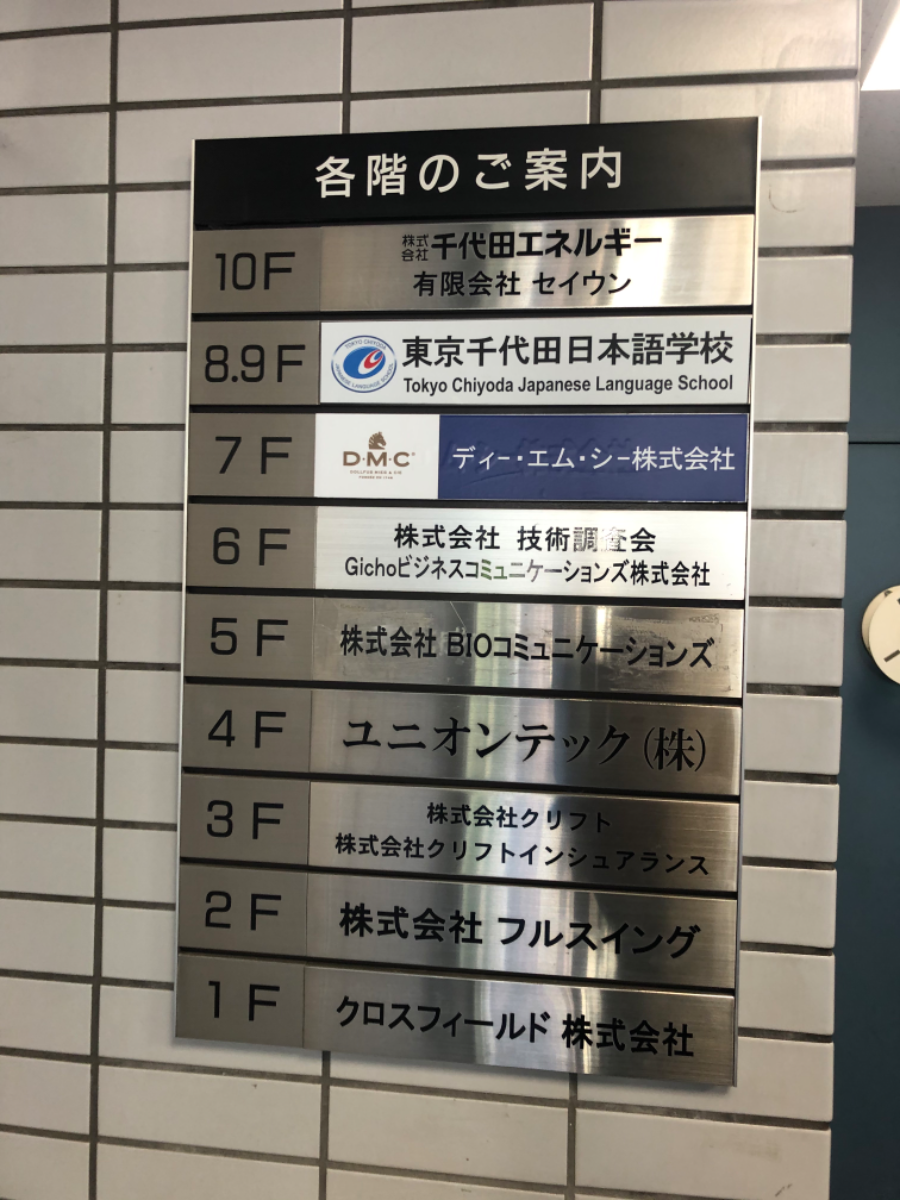 各階のご案内
10F
株式会社 千代田エネルギー
有限会社 セイウン
8.9F
TOKYO CHIYODA
JAPANESE LANGUAGE SCHOOL
東京千代田日本語学校
Tokyo Chiyoda Japanese Language School
7F
D·M·C
ディー・エム・シー株式会社
6F
株式会社 技術調査会
Gichoビジネスコミュニケーションズ株式会社
5F
株式会社 BIOコミュニケーションズ
4F
ユニオンテック(株)
3F
株式会社クリフト
株式会社クリフトインシュアランス
2F
株式会社 フルスイング
1F
クロスフィールド 株式会社